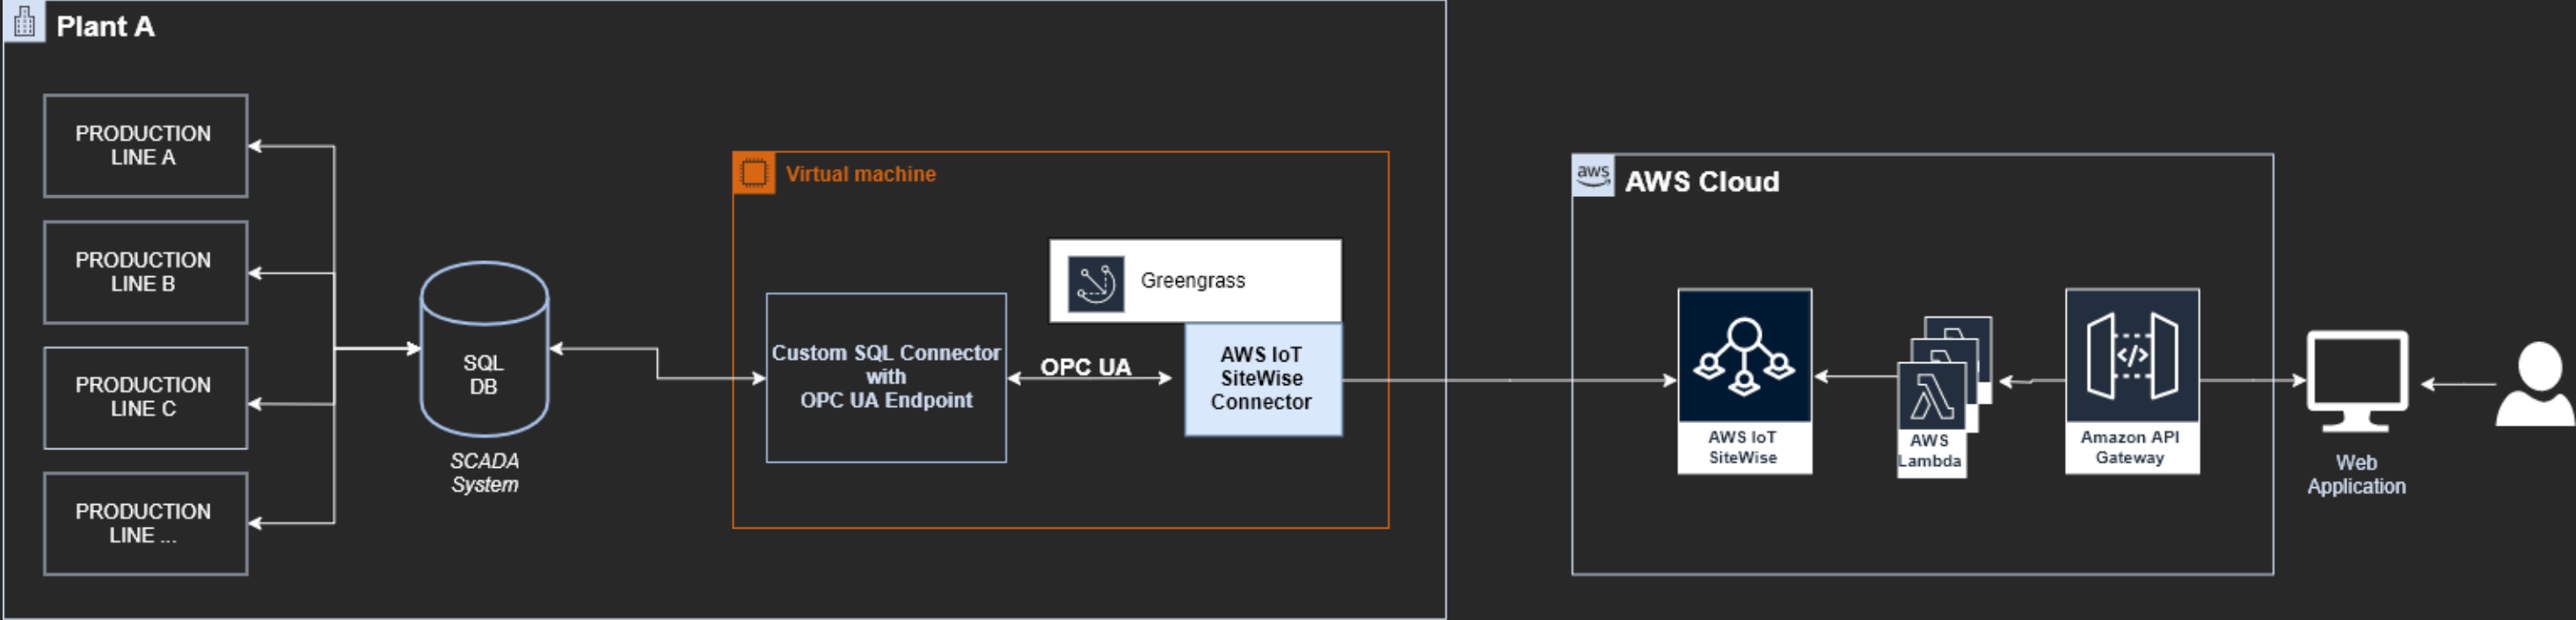 Plant A
PRODUCTION
LINE A
PRODUCTION
LINE B
PRODUCTION
LINE C
PRODUCTION
LINE ...
SQL
DB
SCADA
System
Virtual machine
Custom SQL Connector
with
OPC UA Endpoint
OPC UA
Greengrass
AWS IoT
SiteWise
Connector
aws
AWS Cloud
AWS IoT
SiteWise
AWS
Lambda
</>
Amazon API
Gateway
Web
Application